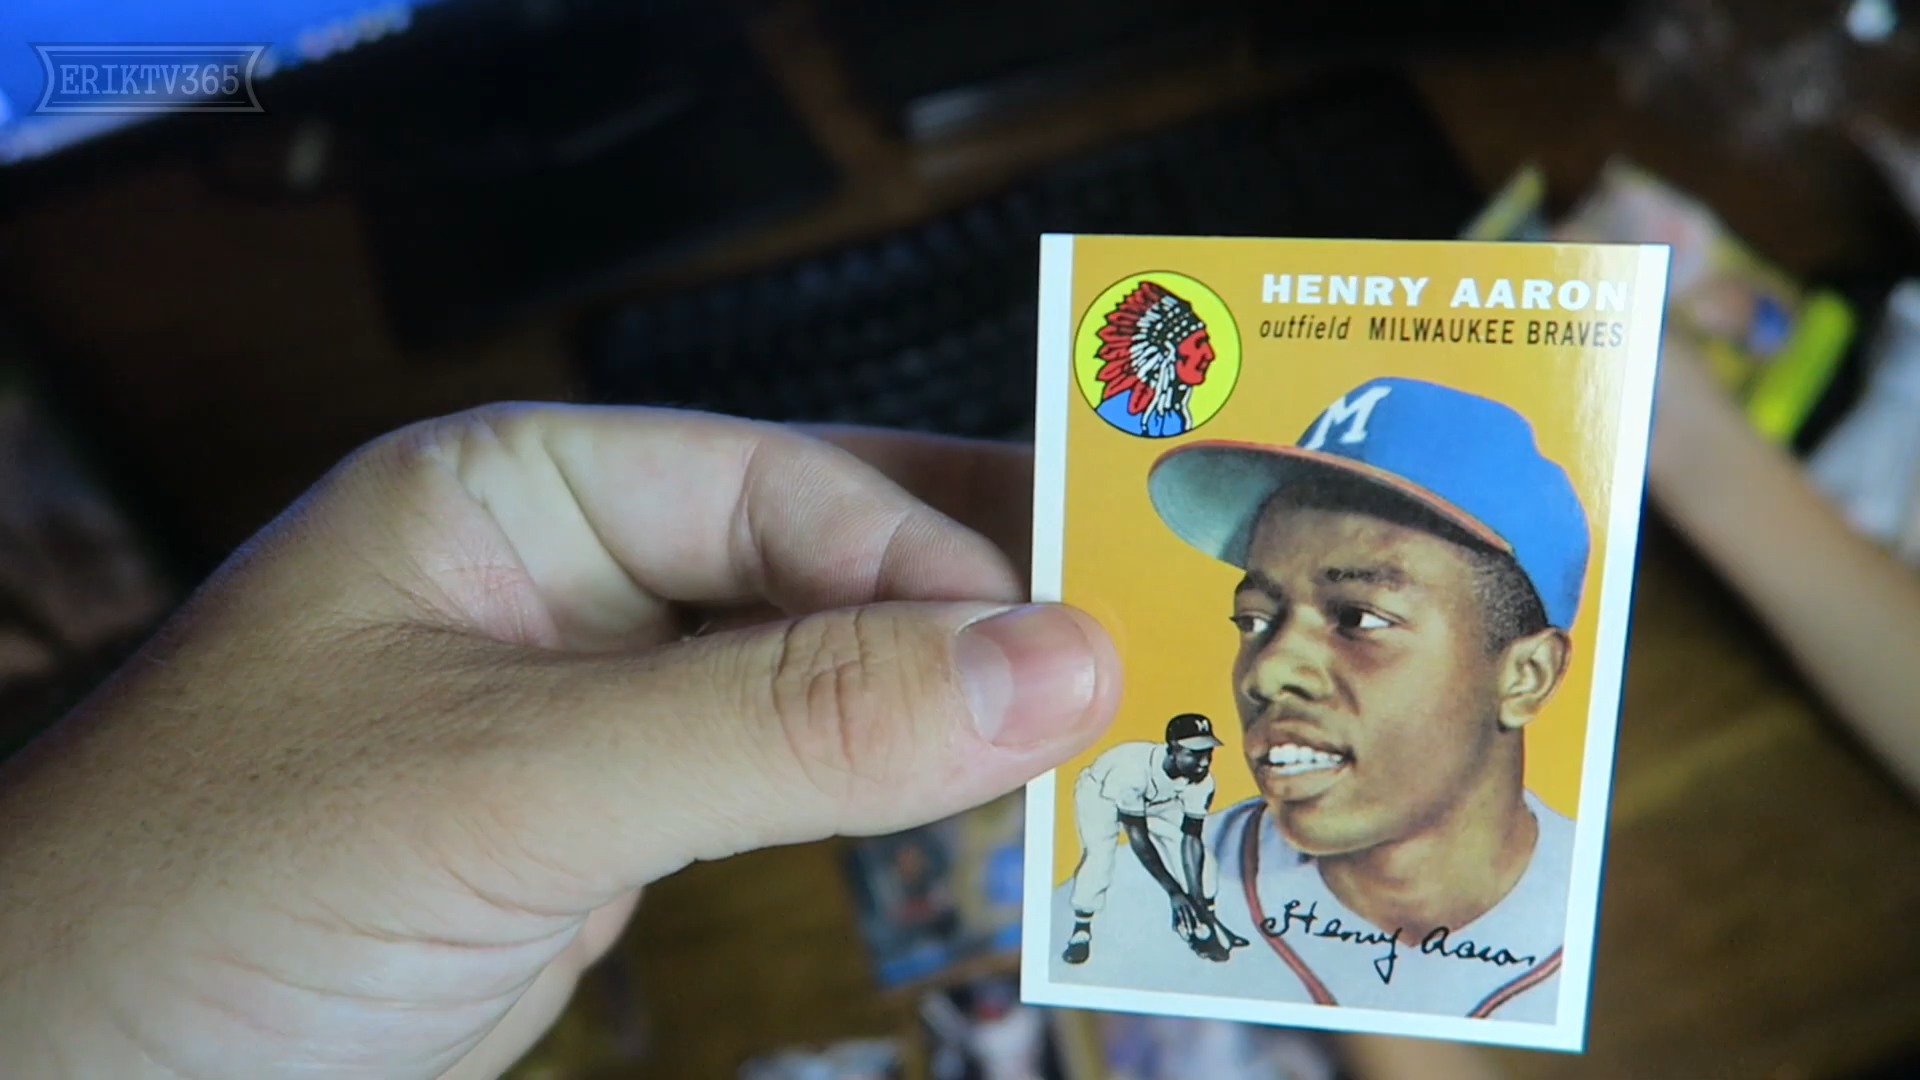 ERIKTV365
HENRY AARON
outfield MILWAUKEE BRAVES
M
M
Henry Aaron